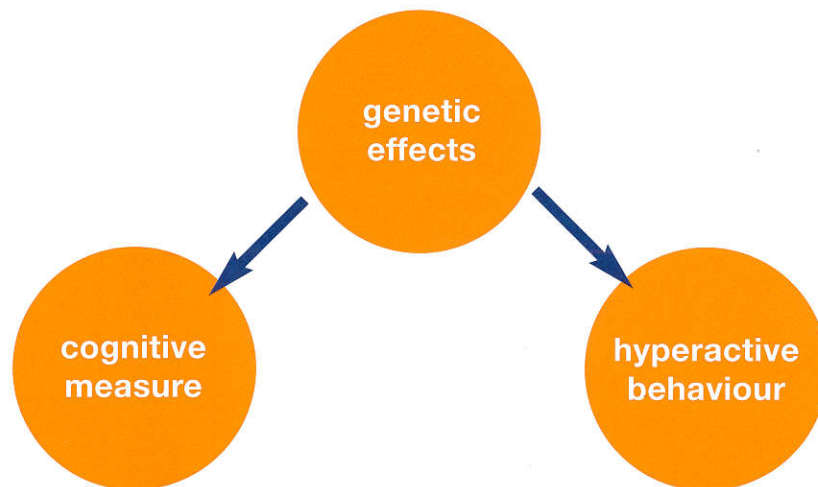 genetic
effects
cognitive
measure
hyperactive
behaviour